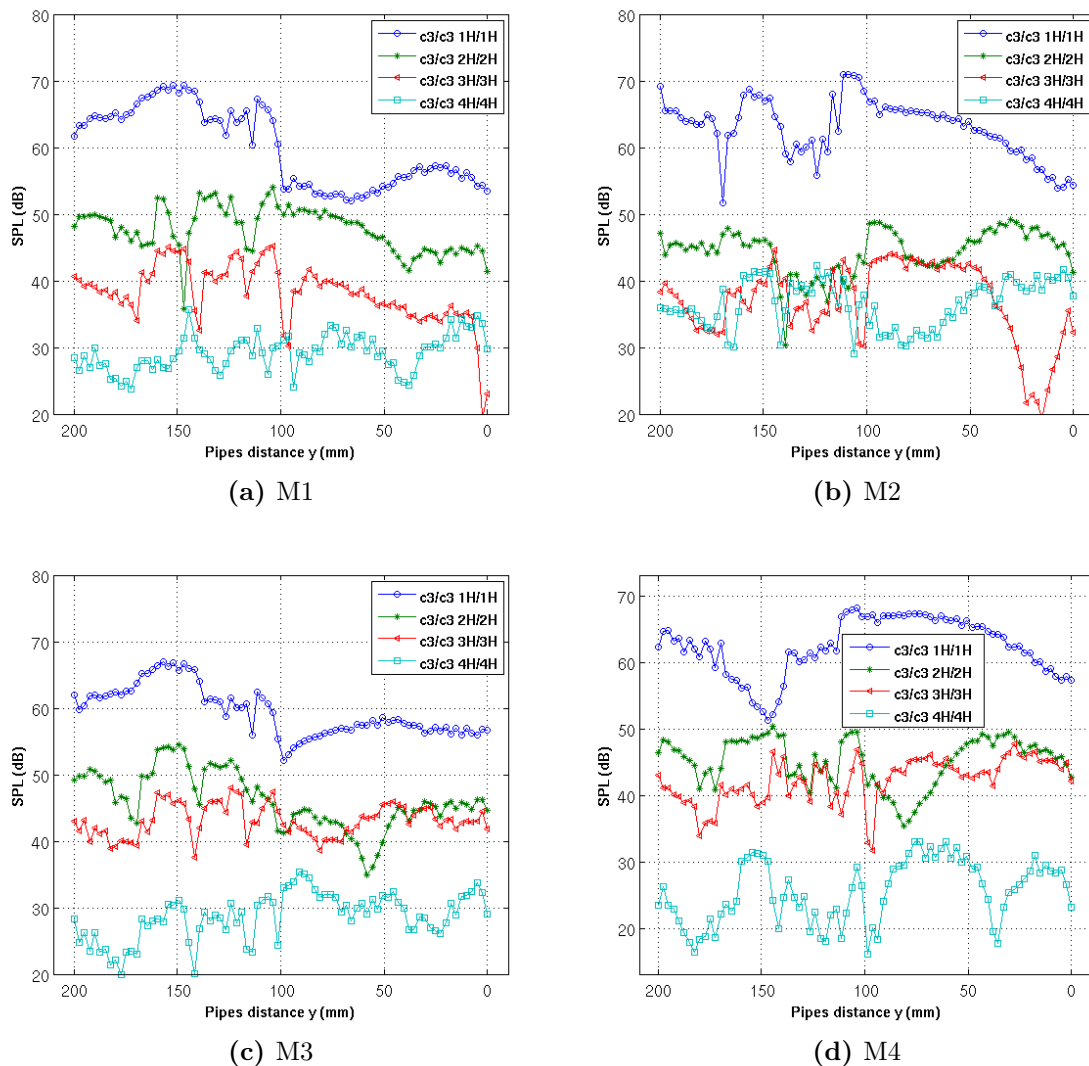 80
70
60
50
40
30
20
SPL (dB)
200 150 100 50 0
Pipes distance y (mm)
c3/c3 1H/1H
c3/c3 2H/2H
c3/c3 3H/3H
c3/c3 4H/4H
(a) M1
80
70
60
50
40
30
20
SPL (dB)
200 150 100 50 0
Pipes distance y (mm)
c3/c3 1H/1H
c3/c3 2H/2H
c3/c3 3H/3H
c3/c3 4H/4H
(b) M2
80
70
60
50
40
30
20
SPL (dB)
200 150 100 50 0
Pipes distance y (mm)
c3/c3 1H/1H
c3/c3 2H/2H
c3/c3 3H/3H
c3/c3 4H/4H
(c) M3
70
60
50
40
30
20
SPL (dB)
200 150 100 50 0
Pipes distance y (mm)
c3/c3 1H/1H
c3/c3 2H/2H
c3/c3 3H/3H
c3/c3 4H/4H
(d) M4